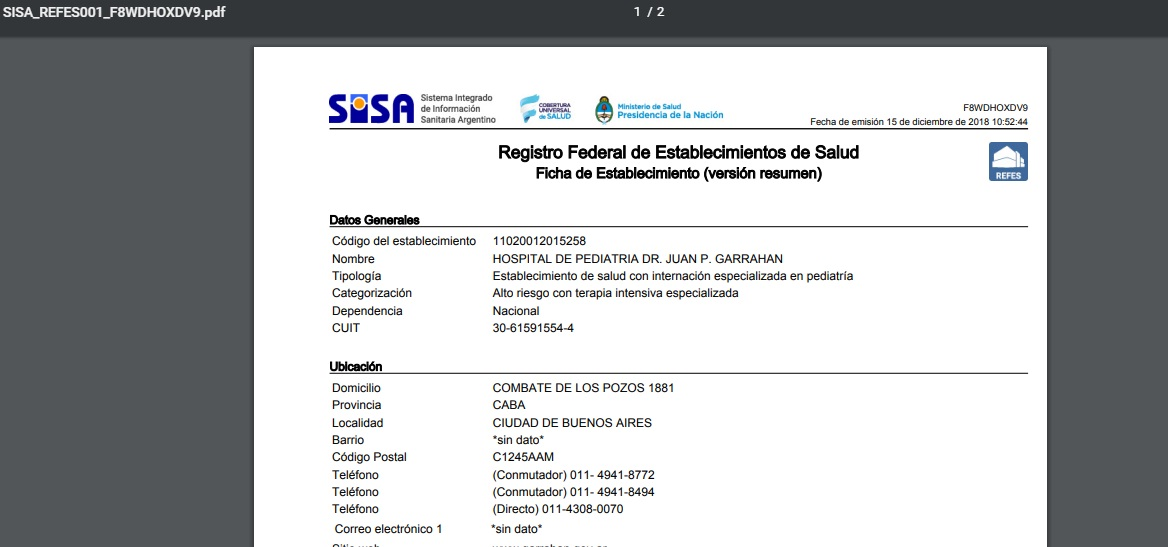 SISA_REFES001_F8WDHOXDV9.pdf
1 / 2
SISA
Sistema Integrado
de Información
Sanitaria Argentino
COBERTURA
UNIVERSAL
de SALUD
Ministerio de Salud
Presidencia de la Nación
F8WDHOXDV9
Fecha de emisión 15 de diciembre de 2018 10:52:44
Registro Federal de Establecimientos de Salud
Ficha de Establecimiento (versión resumen)
REFES
Datos Generales
Código del establecimiento 11020012015258
Nombre HOSPITAL DE PEDIATRIA DR. JUAN P. GARRAHAN
Tipología Establecimiento de salud con internación especializada en pediatría
Categorización Alto riesgo con terapia intensiva especializada
Dependencia Nacional
CUIT 30-61591554-4
Ubicación
Domicilio COMBATE DE LOS POZOS 1881
Provincia CABA
Localidad CIUDAD DE BUENOS AIRES
Barrio *sin dato*
Código Postal C1245AAM
Teléfono (Conmutador) 011- 4941-8772
Teléfono (Conmutador) 011- 4941-8494
Teléfono (Directo) 011-4308-0070
Correo electrónico 1 *sin dato*